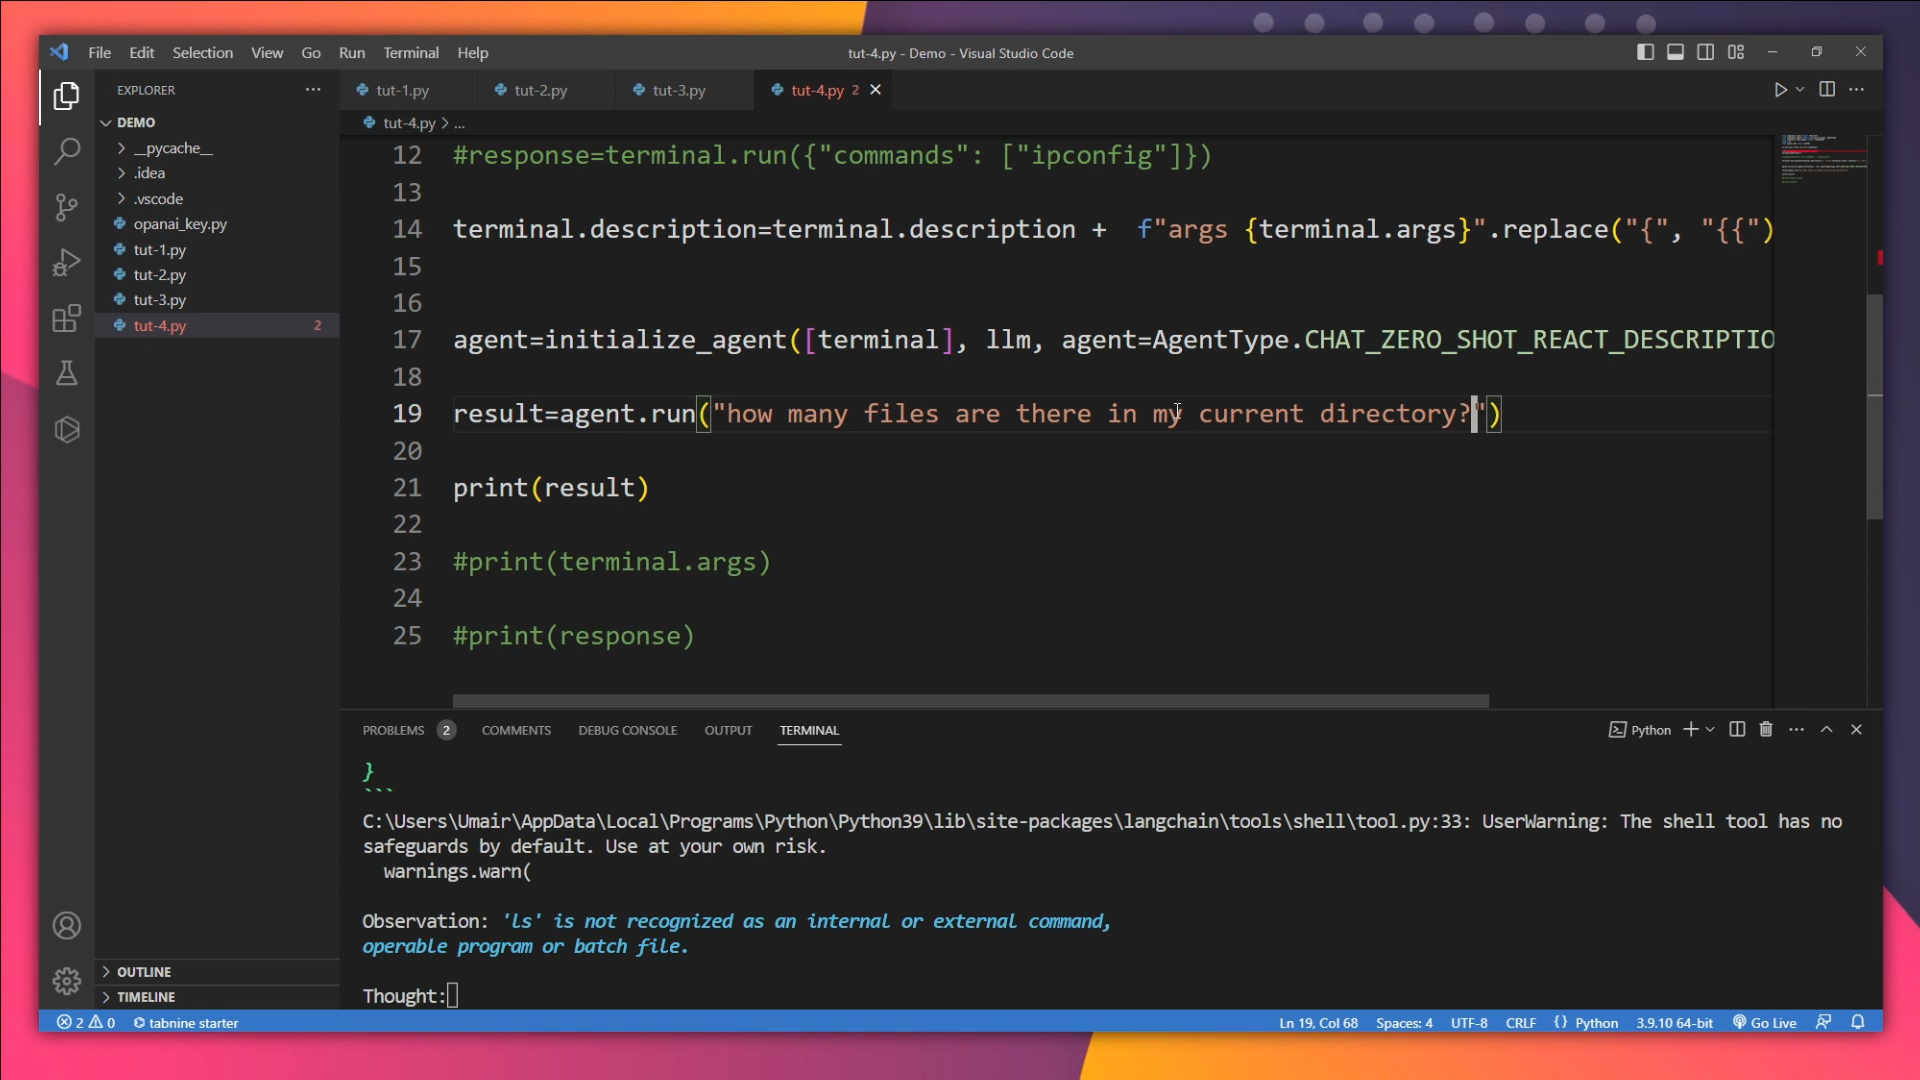 File Edit Selection View Go Run Terminal Help
tut-4.py - Demo - Visual Studio Code
EXPLORER
tut-1.py
tut-2.py
tut-3.py
tut-4.py 2
DEMO
tut-4.py > ...
__pycache__
.idea
.vscode
opanai_key.py
tut-1.py
tut-2.py
tut-3.py
tut-4.py 2
12 #response=terminal.run({"commands": ["ipconfig"]})
13
14 terminal.description=terminal.description + f"args {terminal.args}".replace("{", "{{")
15
16
17 agent=initialize_agent([terminal], llm, agent=AgentType.CHAT_ZERO_SHOT_REACT_DESCRIPTIO
18
19 result=agent.run("how many files are there in my current directory?")
20
21 print(result)
22
23 #print(terminal.args)
24
25 #print(response)
PROBLEMS 2 COMMENTS DEBUG CONSOLE OUTPUT TERMINAL
Python
}
```
C:\Users\Umair\AppData\Local\Programs\Python\Python39\lib\site-packages\langchain\tools\shell\tool.py:33: UserWarning: The shell tool has no
safeguards by default. Use at your own risk.
warnings.warn(
Observation: 'ls' is not recognized as an internal or external command,
operable program or batch file.
Thought:
OUTLINE
TIMELINE
2 0 tabnine starter
Ln 19, Col 68 Spaces: 4 UTF-8 CRLF {} Python 3.9.10 64-bit Go Live